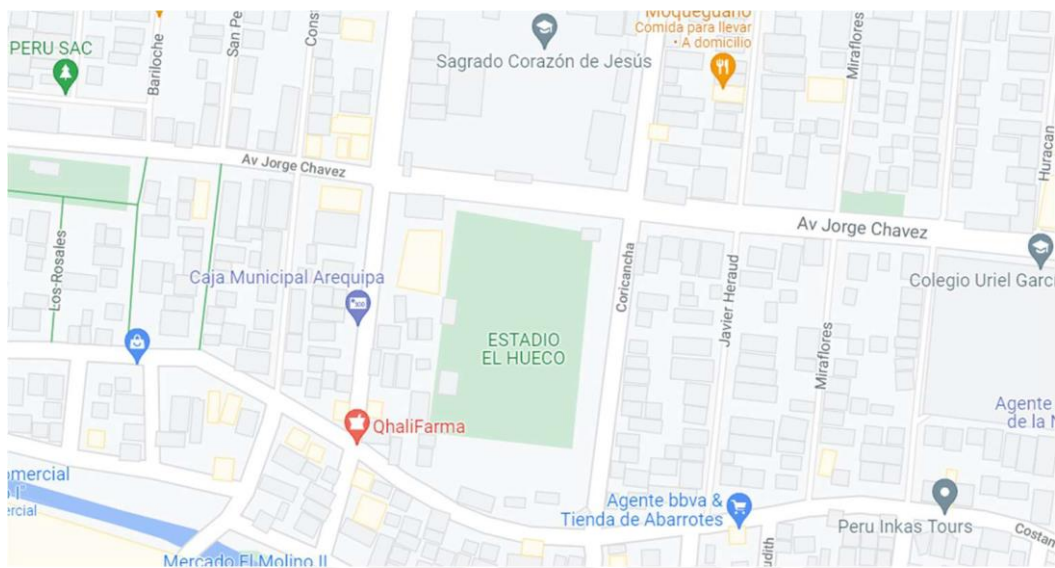 Moqueguano
Comida para llevar
• A domicilio
PERU SAC
Bariloche
San Pe
Const
Sagrado Corazón de Jesús
Miraflores
Huracan
Av Jorge Chavez
Av Jorge Chavez
Los-Rosales
Caja Municipal Arequipa
Coricancha
Javier Heraud
Colegio Uriel Garcí
ESTADIO
EL HUECO
Miraflores
QhaliFarma
Agente
de la
omercial
ercial
Agente bbva &
Tienda de Abarrotes
Peru Inkas Tours
Costan
Mercado El Molino II
udith